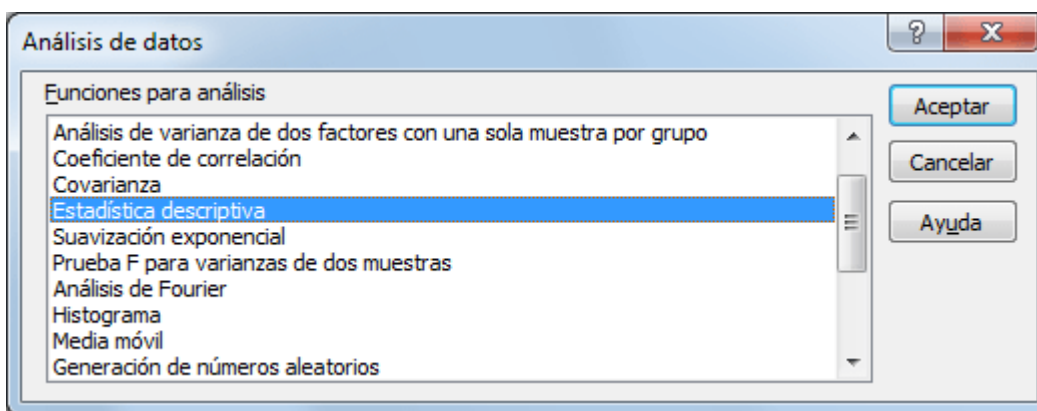 Análisis de datos
Funciones para análisis
Análisis de varianza de dos factores con una sola muestra por grupo
Coeficiente de correlación
Covarianza
Estadística descriptiva
Suavización exponencial
Prueba F para varianzas de dos muestras
Análisis de Fourier
Histograma
Media móvil
Generación de números aleatorios
Aceptar
Cancelar
Ayuda